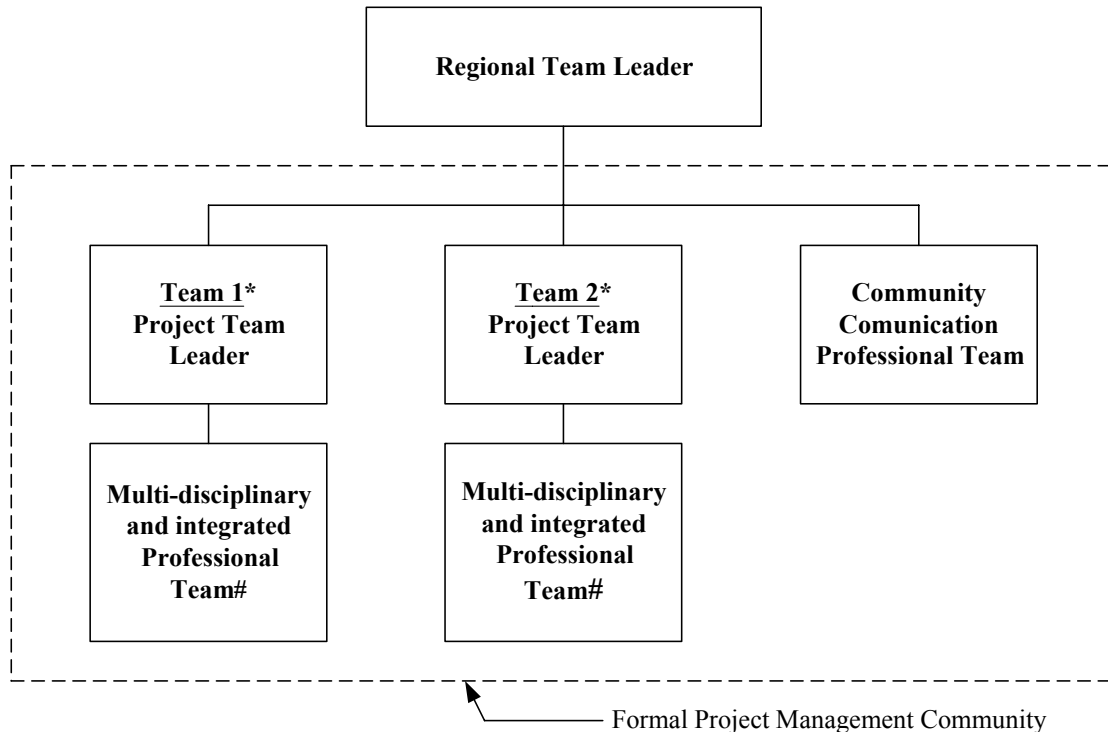 Regional Team Leader
Team 1*
Project Team
Leader
Team 2*
Project Team
Leader
Community
Comunication
Professional Team
Multi-disciplinary
and integrated
Professional
Team#
Multi-disciplinary
and integrated
Professional
Team#
Formal Project Management Community